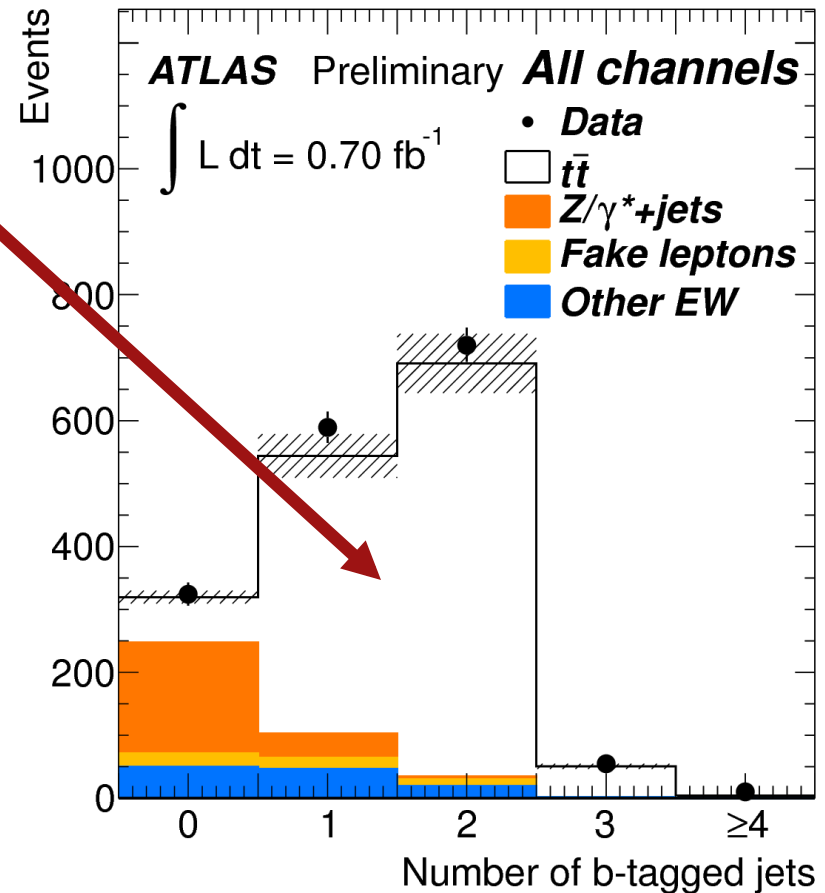 Events
ATLAS Preliminary All channels
∫ L dt = 0.70 fb⁻¹
Data
tt̄
Z/γ*+jets
Fake leptons
Other EW
1000
800
600
400
200
0
0 1 2 3 ≥4
Number of b-tagged jets